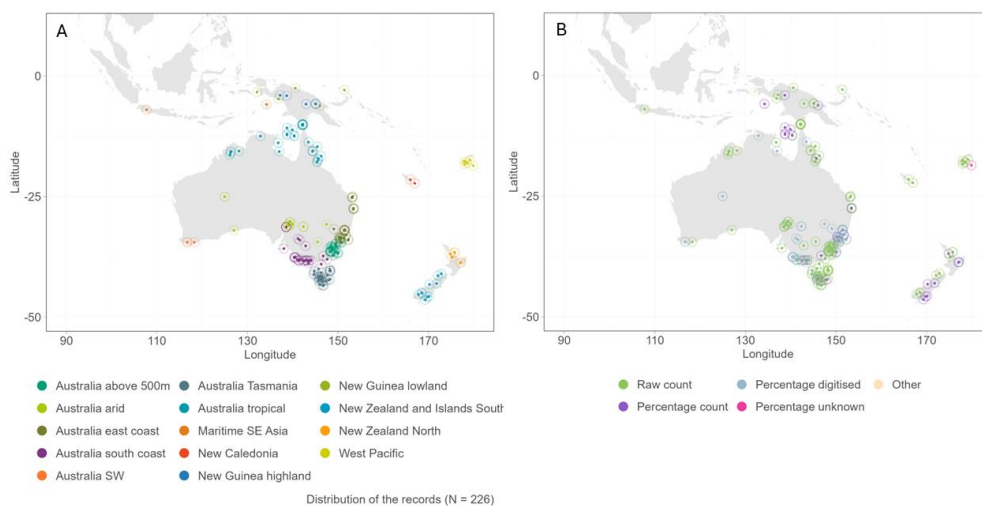 A
0
-25
-50
90
110
130
150
170
Latitude
Longitude
Australia above 500m
Australia Tasmania
New Guinea lowland
Australia arid
Australia tropical
New Zealand and Islands South
Australia east coast
Maritime SE Asia
New Zealand North
Australia south coast
New Caledonia
West Pacific
Australia SW
New Guinea highland
Distribution of the records (N = 226)
B
0
-25
-50
90
110
130
150
170
Latitude
Longitude
Raw count
Percentage digitised
Other
Percentage count
Percentage unknown